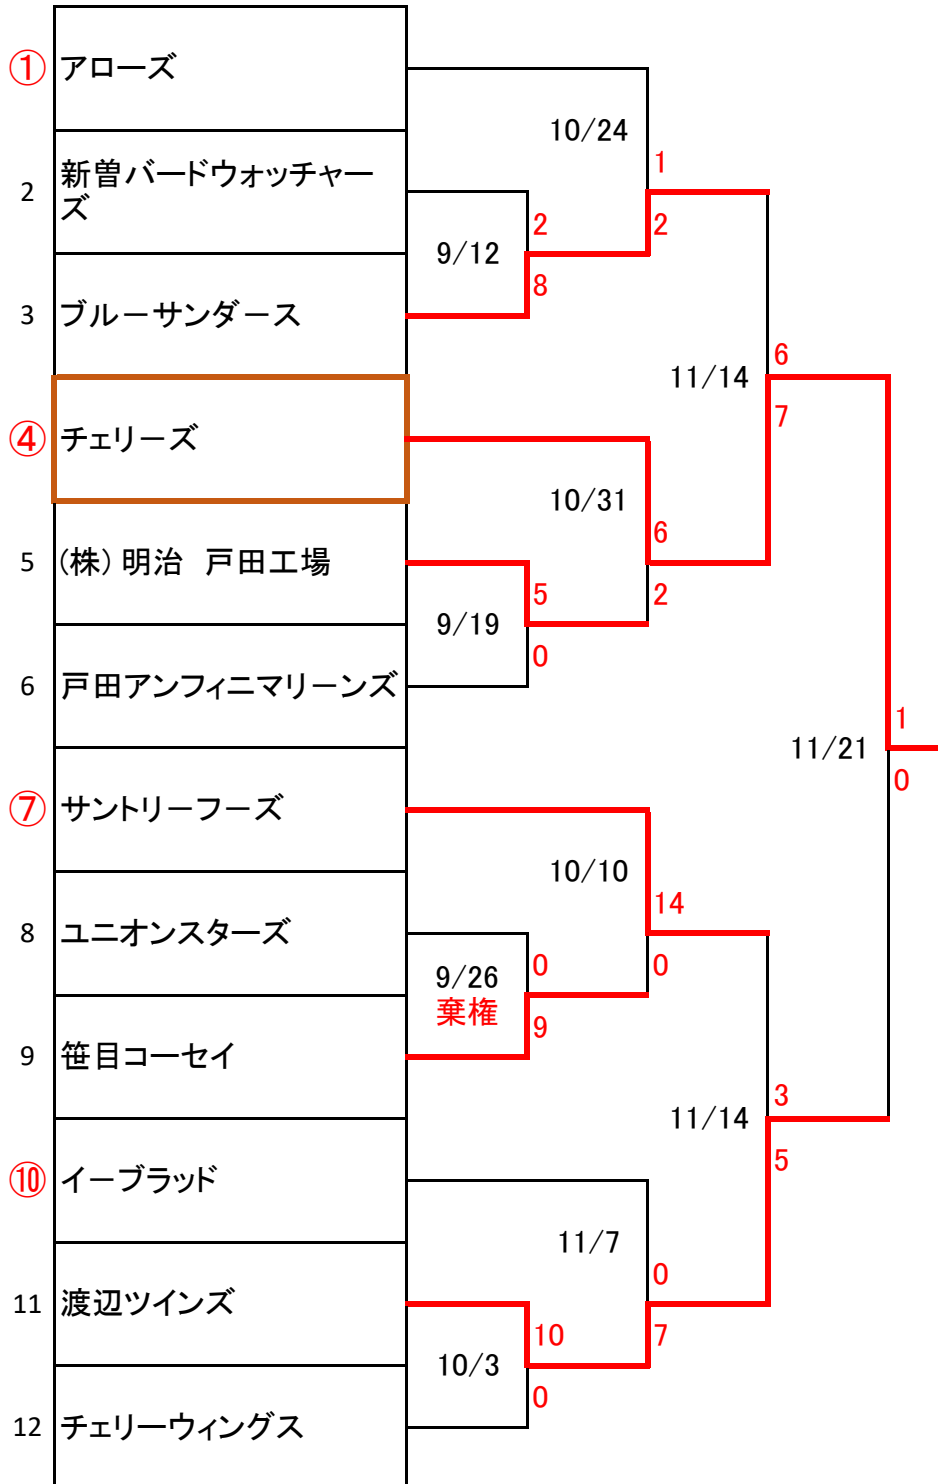 ① アローズ
10/24
1
2 新曽バードウォッチャー
ズ
2
2
9/12
8
3 ブルーサンダース
6
11/14
7
④ チェリーズ
10/31
6
5 (株)明治 戸田工場
5
2
9/19
0
6 戸田アンフィニマリーンズ
1
11/21
0
⑦ サントリーフーズ
10/10
14
8 ユニオンスターズ
0
0
9/26
棄権
9
9 笹目コーセイ
3
11/14
5
⑩ イーブラッド
11/7
0
11 渡辺ツインズ
10
7
10/3
0
12 チェリーウィングス